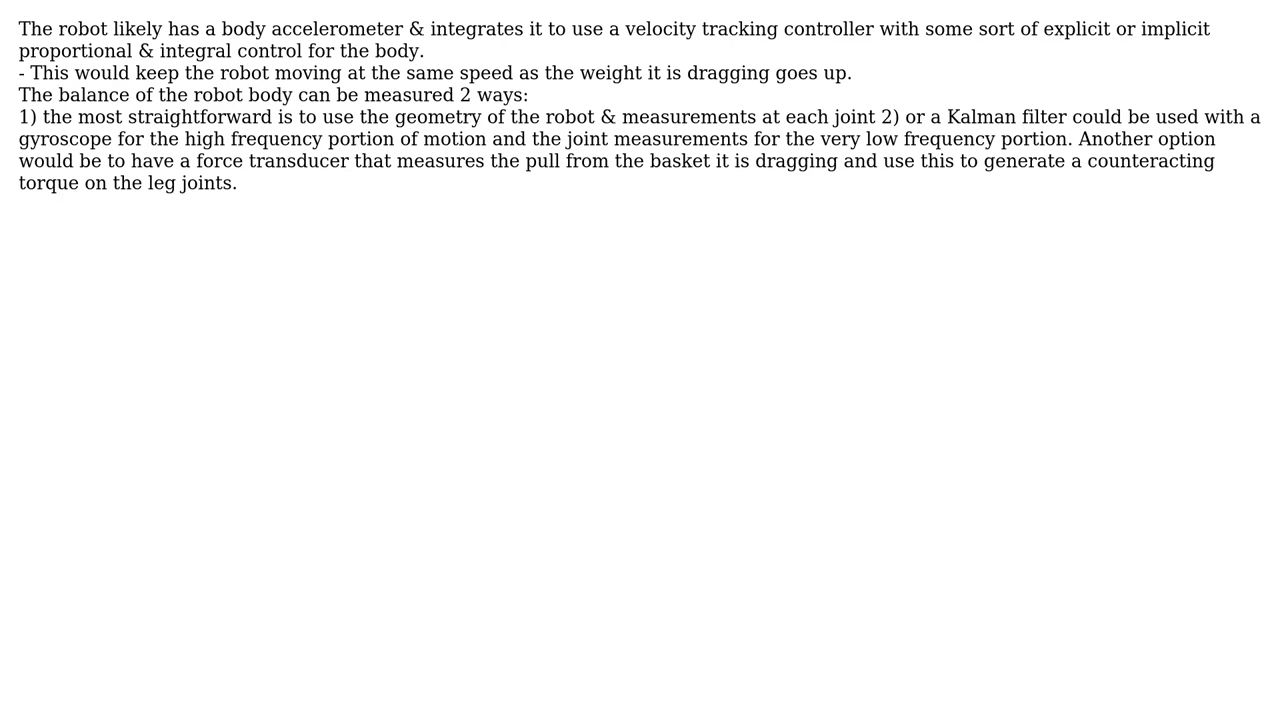 The robot likely has a body accelerometer & integrates it to use a velocity tracking controller with some sort of explicit or implicit
proportional & integral control for the body.
- This would keep the robot moving at the same speed as the weight it is dragging goes up.
The balance of the robot body can be measured 2 ways:
1) the most straightforward is to use the geometry of the robot & measurements at each joint 2) or a Kalman filter could be used with a
gyroscope for the high frequency portion of motion and the joint measurements for the very low frequency portion. Another option
would be to have a force transducer that measures the pull from the basket it is dragging and use this to generate a counteracting
torque on the leg joints.